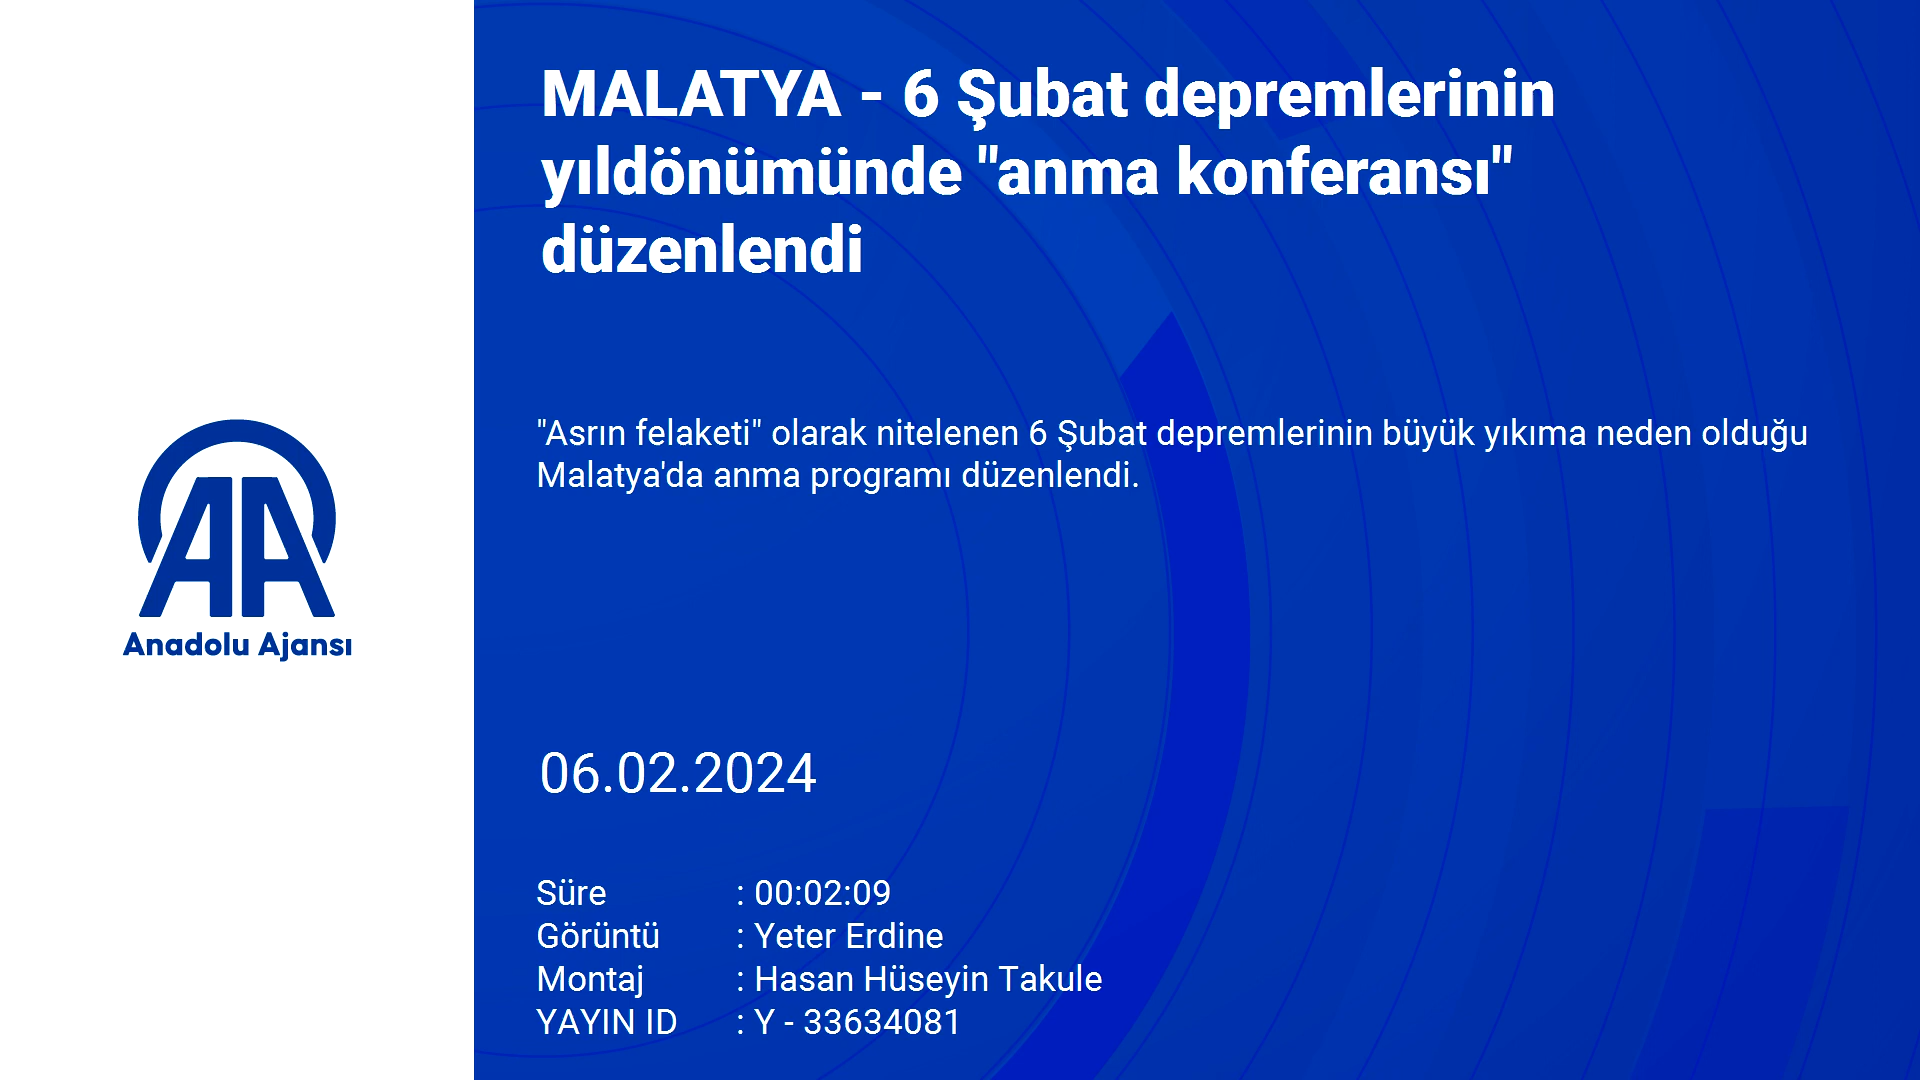 MALATYA - 6 Şubat depremlerinin
yıldönümünde "anma konferansı"
düzenlendi
"Asrın felaketi" olarak nitelenen 6 Şubat depremlerinin büyük yıkıma neden olduğu
Malatya'da anma programı düzenlendi.
AA
Anadolu Ajansı
06.02.2024
Süre : 00:02:09
Görüntü : Yeter Erdine
Montaj : Hasan Hüseyin Takule
YAYIN ID : Y - 33634081